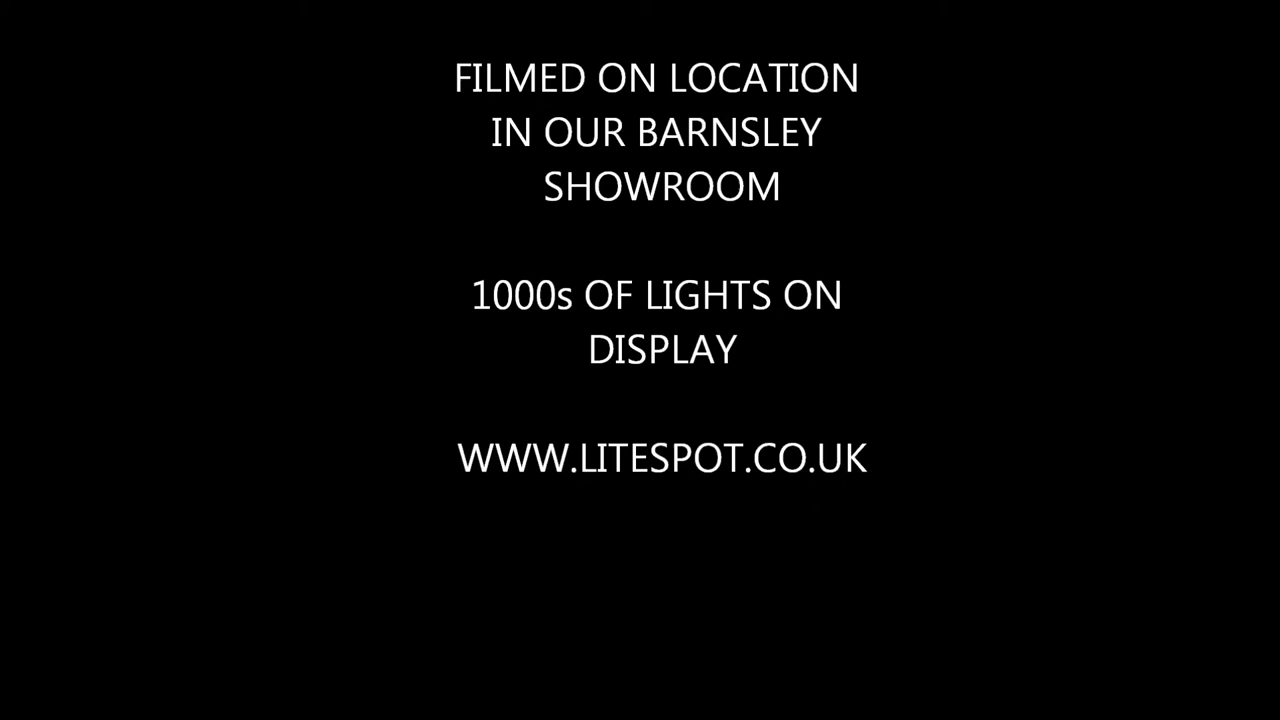 FILMED ON LOCATION
IN OUR BARNSLEY
SHOWROOM
1000s OF LIGHTS ON
DISPLAY
WWW.LITESPOT.CO.UK